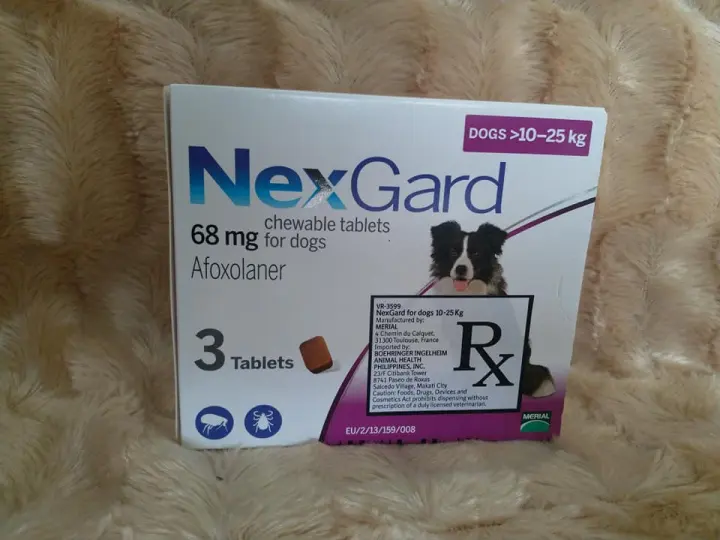 DOGS >10–25 kg
NexGard
68 mg chewable tablets
for dogs
Afoxolaner
3 Tablets
VR-3599
NexGard for dogs 10-25Kg
Manufactured by:
MERIAL
4 Chemin du Calquet,
31300 Toulouse, France
Imported by:
BOEHRINGER INGELHEIM
ANIMAL HEALTH
PHILIPPINES, INC.
23/F Citibank Tower
8741 Paseo de Roxas
Salcedo Village, Makati City
Caution: Foods, Drugs, Devices and
Cosmetics Act prohibits dispensing without
prescription of a duly licensed veterinarian.
Rx
MERIAL
EU/2/13/159/008